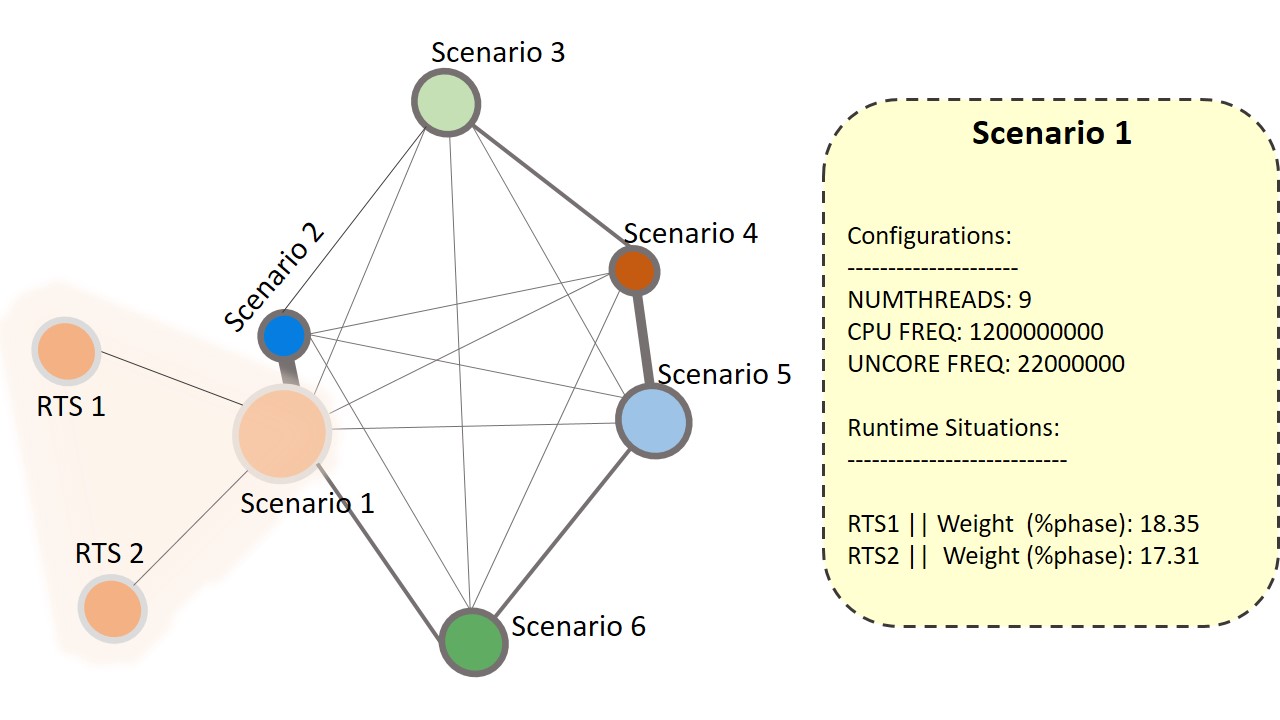 Scenario 3
Scenario 4
Scenario 2
Scenario 5
RTS 1
Scenario 1
RTS 2
Scenario 6
Scenario 1
Configurations:
---------------------
NUMTHREADS: 9
CPU FREQ: 1200000000
UNCORE FREQ: 22000000
Runtime Situations:
---------------------------
RTS1 || Weight  (%phase): 18.35
RTS2 ||  Weight (%phase): 17.31